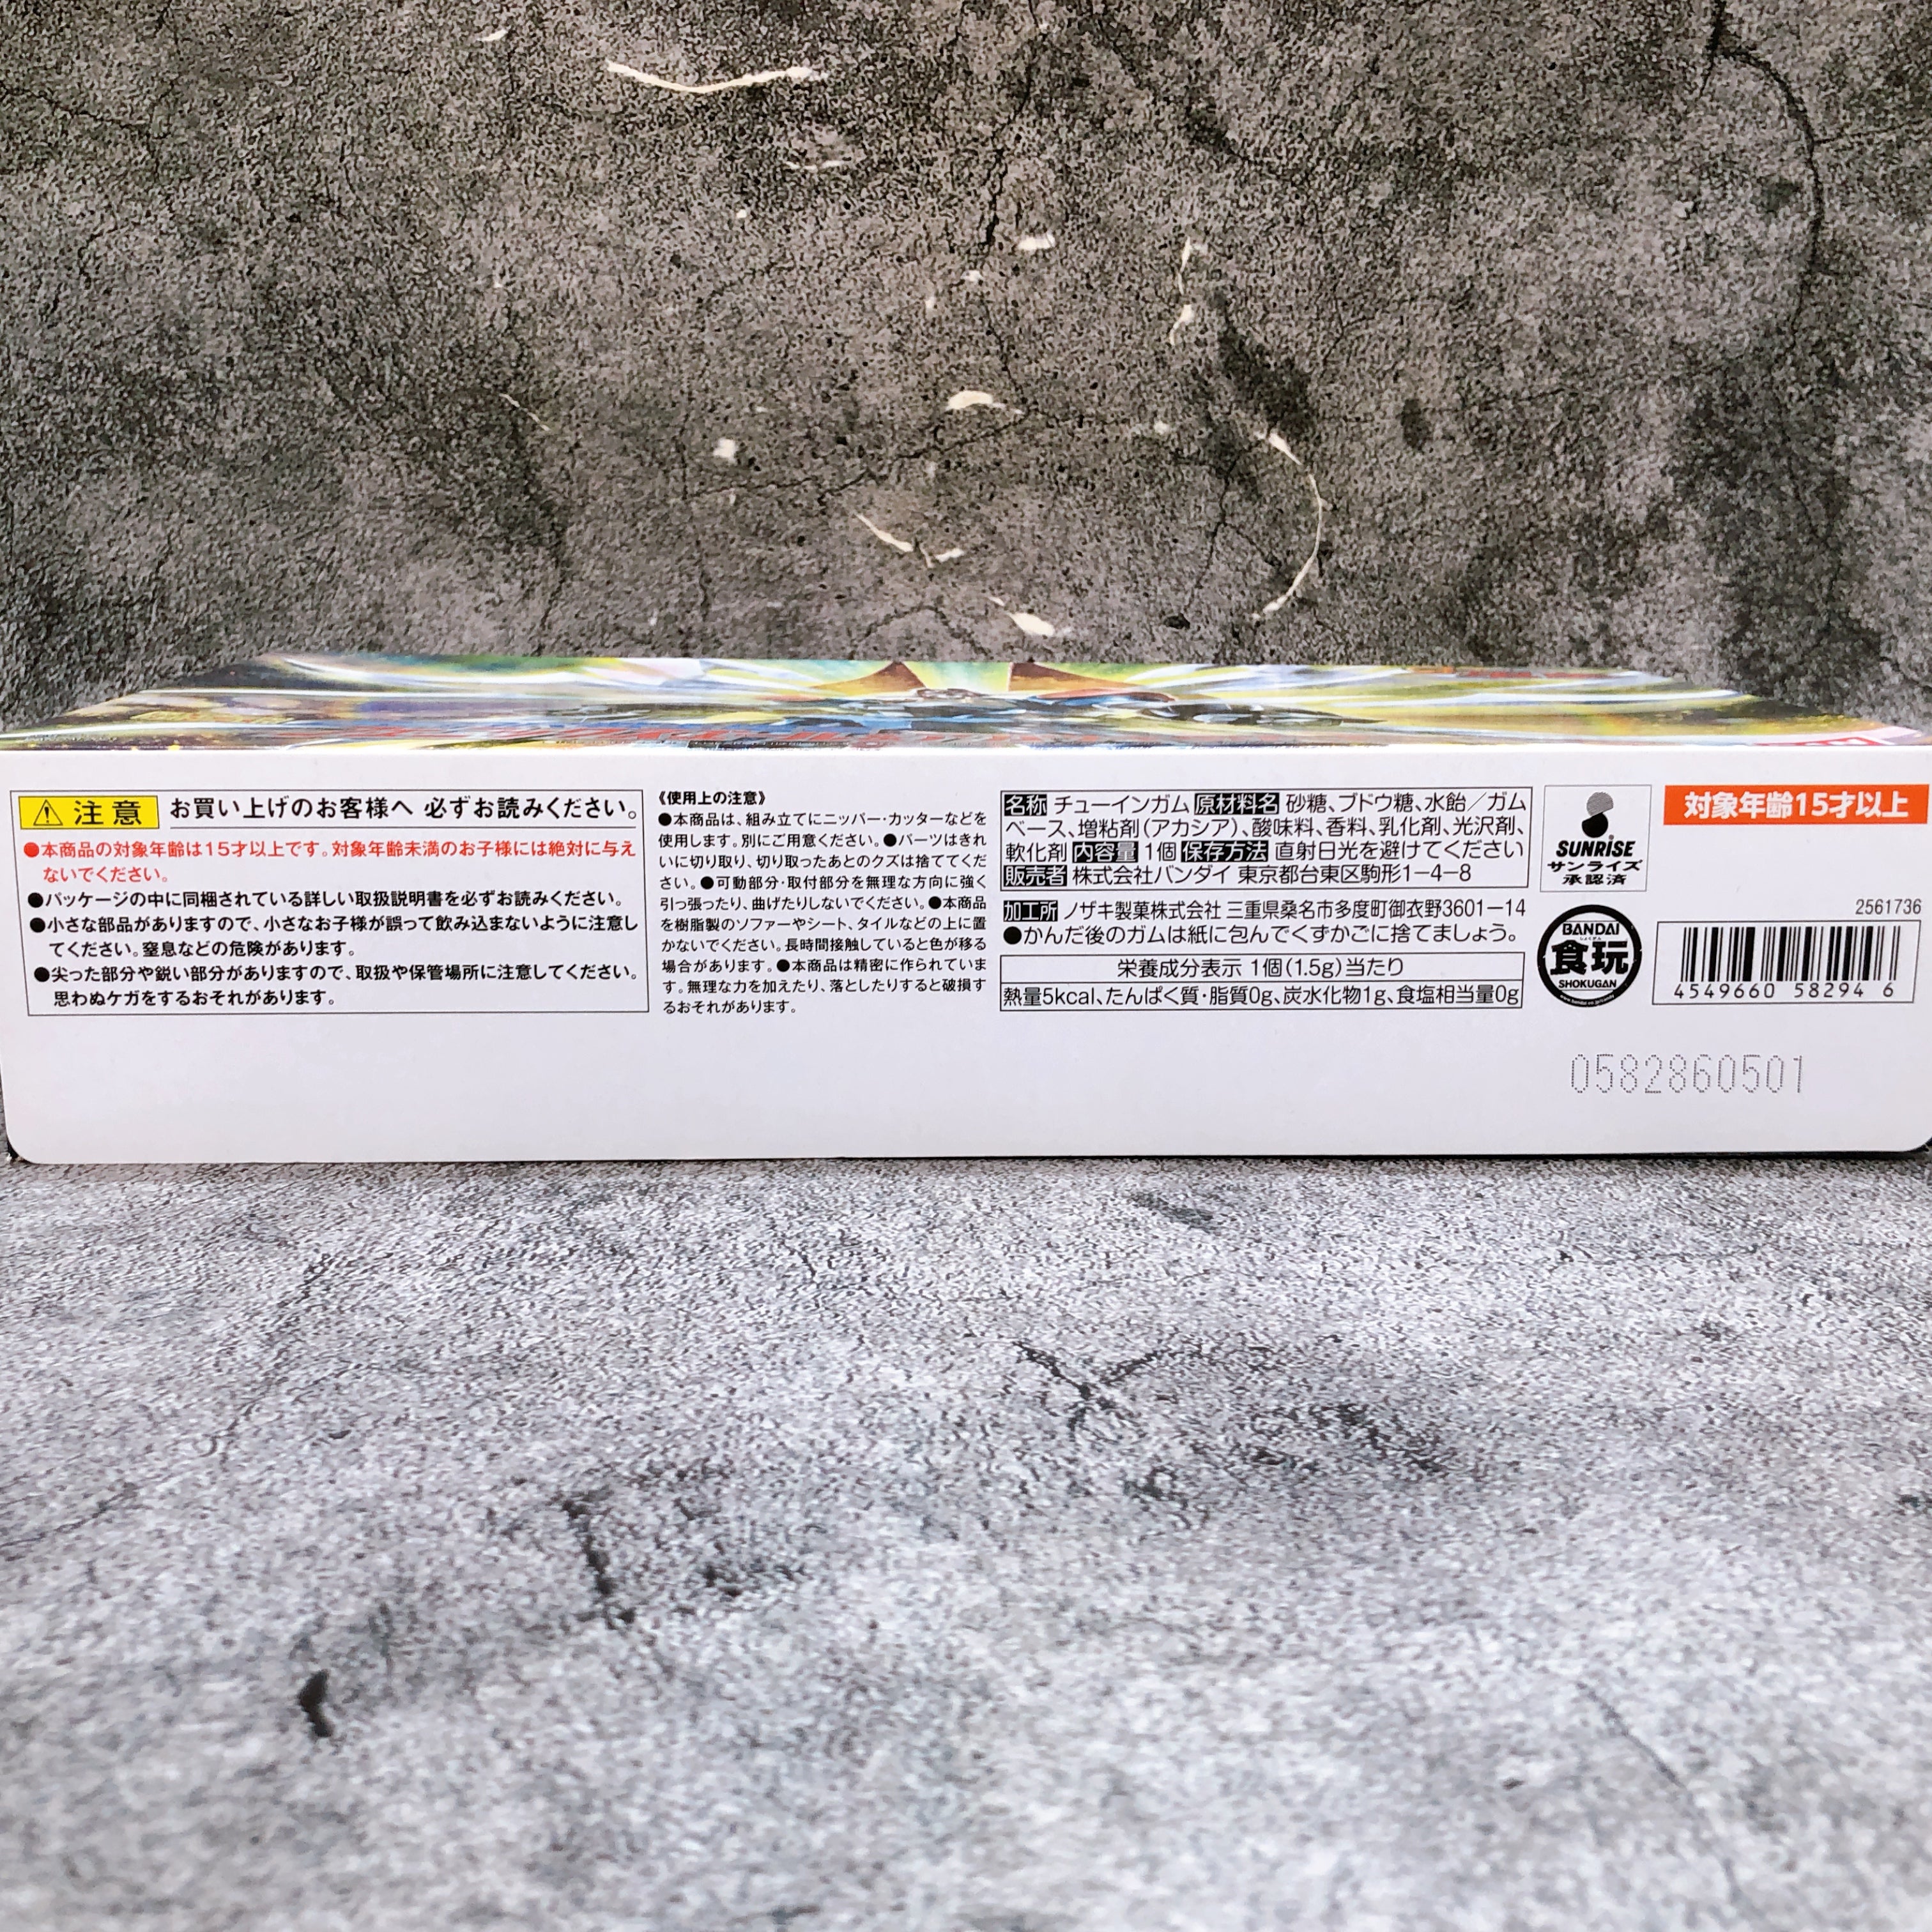 注意 お買い上げのお客様へ 必ずお読みください。
●本商品の対象年齢は15才以上です。対象年齢未満のお子様には絶対に与え
ないでください。
●パッケージの中に同梱されている詳しい取扱説明書を必ずお読みください。
●小さな部品がありますので、小さなお子様が誤って飲み込まないように注意し
てください。窒息などの危険があります。
●尖った部分や鋭い部分がありますので、取扱や保管場所に注意してください。
思わぬケガをするおそれがあります。
《使用上の注意》
●本商品は、組み立てにニッパー・カッターなどを
使用します。別にご用意ください。●パーツはきれ
いに切り取り、切り取ったあとのクズは捨ててくだ
さい。●可動部分・取付部分を無理な方向に強く
引っ張ったり、曲げたりしないでください。●本商品
を樹脂製のソファーやシート、タイルなどの上に置
かないでください。長時間接触していると色が移る
場合があります。●本商品は精密に作られていま
す。無理な力を加えたり、落としたりすると破損す
るおそれがあります。
名称 チューインガム 原材料名 砂糖、ブドウ糖、水飴／ガム
ベース、増粘剤(アカシア)、酸味料、香料、乳化剤、光沢剤、
軟化剤 内容量 1個 保存方法 直射日光を避けてください
販売者 株式会社バンダイ 東京都台東区駒形1−4−8
加工所 ノザキ製菓株式会社 三重県桑名市多度町御衣野3601−14
●かんだ後のガムは紙に包んでくずかごに捨てましょう。
栄養成分表示 1個(1.5g)当たり
熱量5kcal、たんぱく質・脂質0g、炭水化物1g、食塩相当量0g
SUNRISE
サンライズ
承認済
BANDAI
食玩
SHOKUGAN
対象年齢15才以上
2561736
4549660 58294 6
0582860501